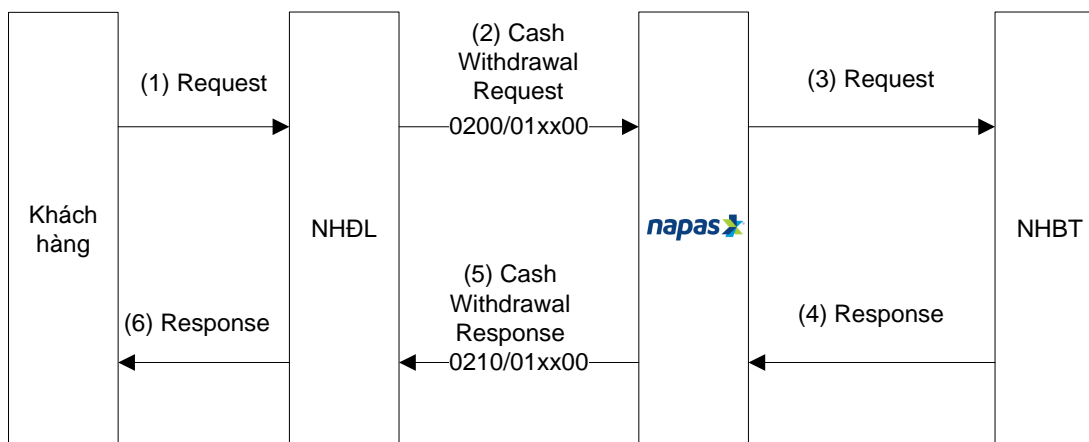 (2) Cash
Withdrawal
Request
(1) Request
(3) Request
0200/01xx00
Khách
hàng
NHĐL
napas
NHBT
(5) Cash
Withdrawal
Response
(6) Response
(4) Response
0210/01xx00